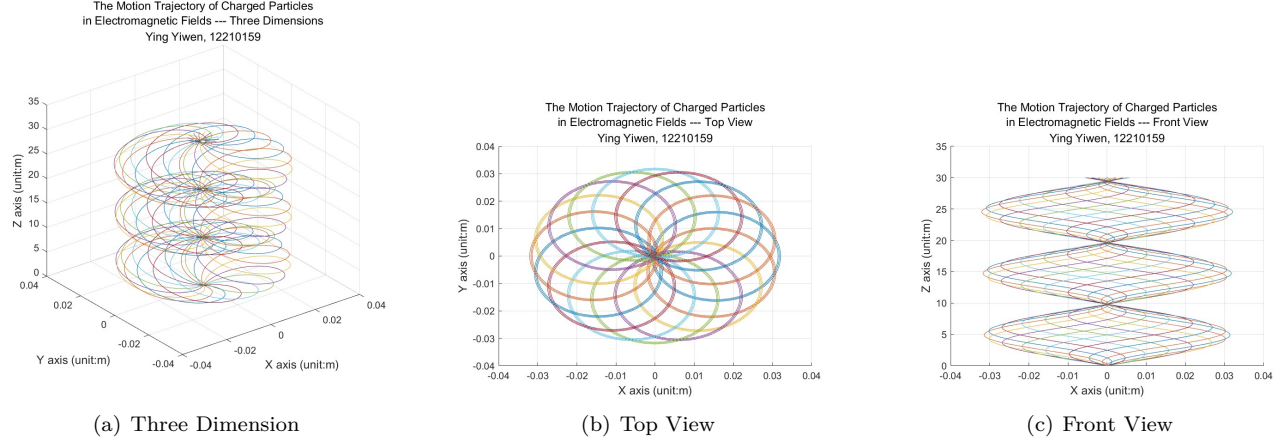 The Motion Trajectory of Charged Particles
in Electromagnetic Fields --- Three Dimensions
Ying Yiwen, 12210159
35
30
25
20
15
10
5
0
Z axis (unit:m)
0.04
0.02
0
-0.02
-0.04
Y axis (unit:m)
-0.04
-0.02
0
0.02
0.04
X axis (unit:m)
(a) Three Dimension
The Motion Trajectory of Charged Particles
in Electromagnetic Fields --- Top View
Ying Yiwen, 12210159
0.04
0.03
0.02
0.01
0
-0.01
-0.02
-0.03
-0.04
Y axis (unit:m)
-0.04 -0.03 -0.02 -0.01 0 0.01 0.02 0.03 0.04
X axis (unit:m)
(b) Top View
The Motion Trajectory of Charged Particles
in Electromagnetic Fields --- Front View
Ying Yiwen, 12210159
35
30
25
20
15
10
5
0
Z axis (unit:m)
-0.04 -0.03 -0.02 -0.01 0 0.01 0.02 0.03 0.04
X axis (unit:m)
(c) Front View